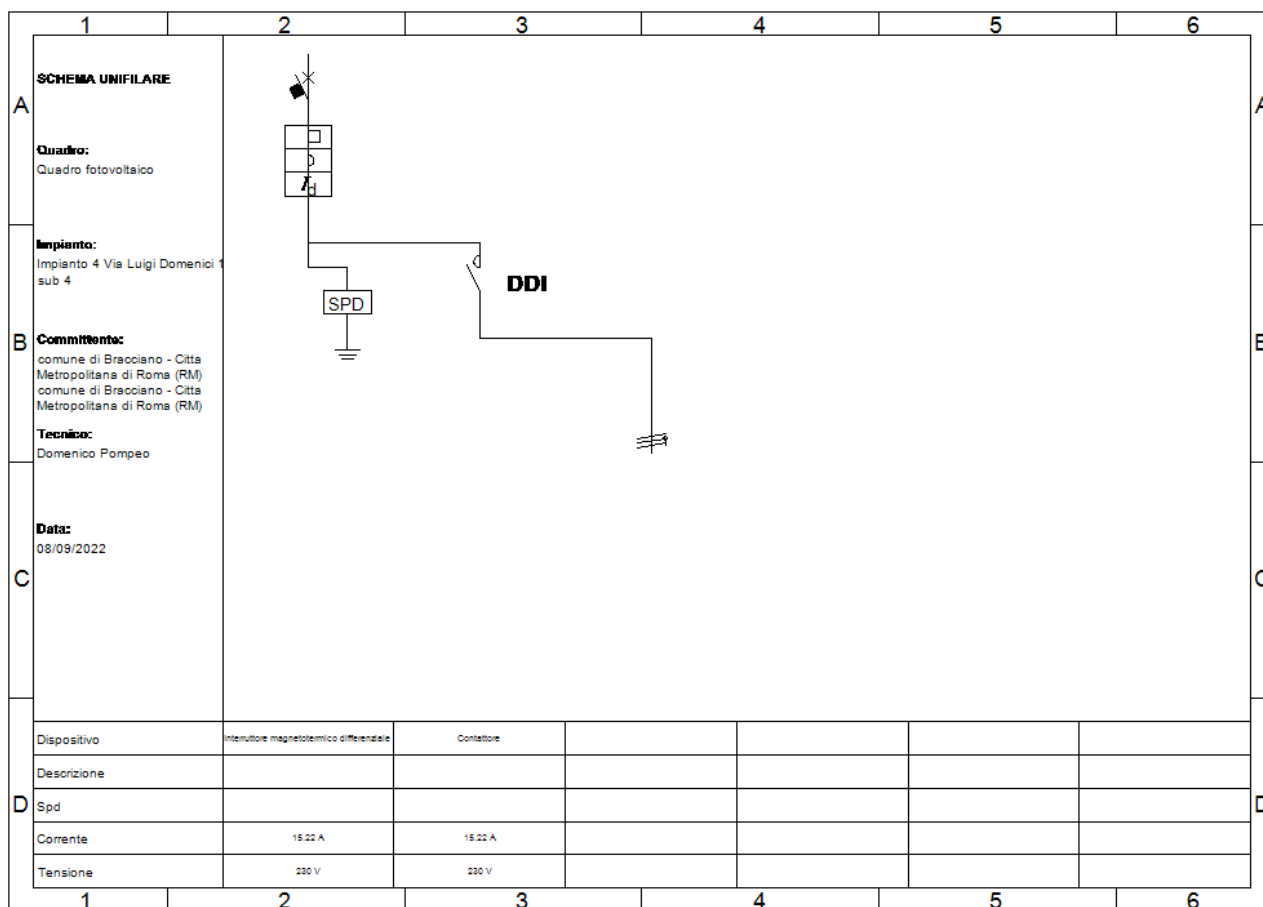 1 2 3 4 5 6
A A
B B
C C
D D
SCHEMA UNIFILARE
Quadro:
Quadro fotovoltaico
Impianto:
Impianto 4 Via Luigi Domenici 1
sub 4
Committente:
comune di Bracciano - Citta
Metropolitana di Roma (RM)
comune di Bracciano - Citta
Metropolitana di Roma (RM)
Tecnico:
Domenico Pompeo
Data:
08/09/2022
I d
SPD
DDI
Dispositivo Interruttore magnetotermico differenziale Contattore
Descrizione
Spd
Corrente 15.22 A 15.22 A
Tensione 230 V 230 V
1 2 3 4 5 6